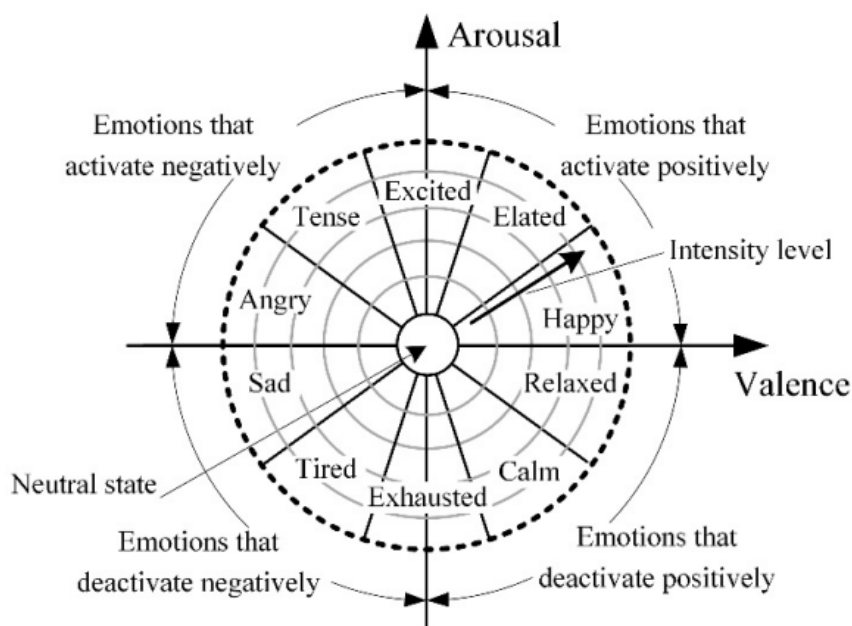 Arousal
Emotions that
activate negatively
Emotions that
activate positively
Excited
Tense
Elated
Intensity level
Angry
Happy
Sad
Relaxed
Valence
Neutral state
Tired
Calm
Exhausted
Emotions that
deactivate negatively
Emotions that
deactivate positively